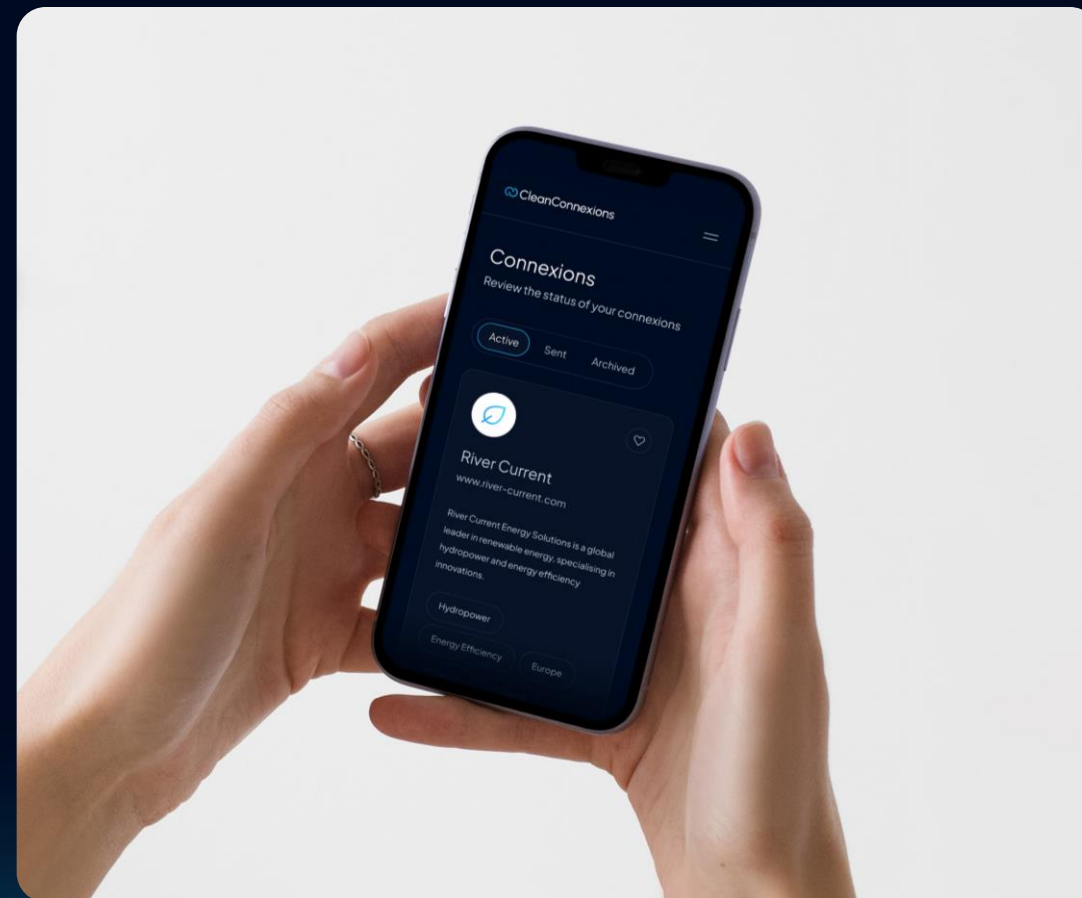 CleanConnexions
Connexions
Review the status of your connexions
Active Sent Archived
River Current
www.river-current.com
River Current Energy Solutions is a global
leader in renewable energy, specialising in
hydropower and energy efficiency
innovations.
Hydropower
Energy Efficiency Europe